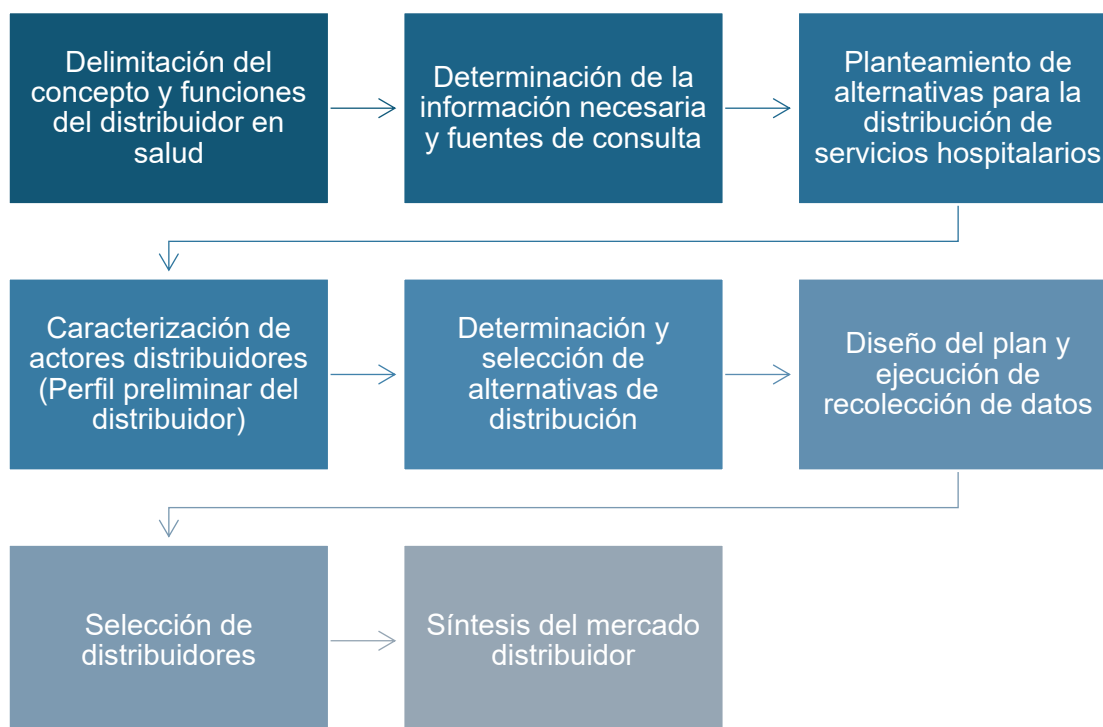 Delimitación del
concepto y funciones
del distribuidor en
salud
Determinación de la
información necesaria
y fuentes de consulta
Planteamiento de
alternativas para la
distribución de
servicios hospitalarios
Caracterización de
actores distribuidores
(Perfil preliminar del
distribuidor)
Determinación y
selección de
alternativas de
distribución
Diseño del plan y
ejecución de
recolección de datos
Selección de
distribuidores
Síntesis del mercado
distribuidor